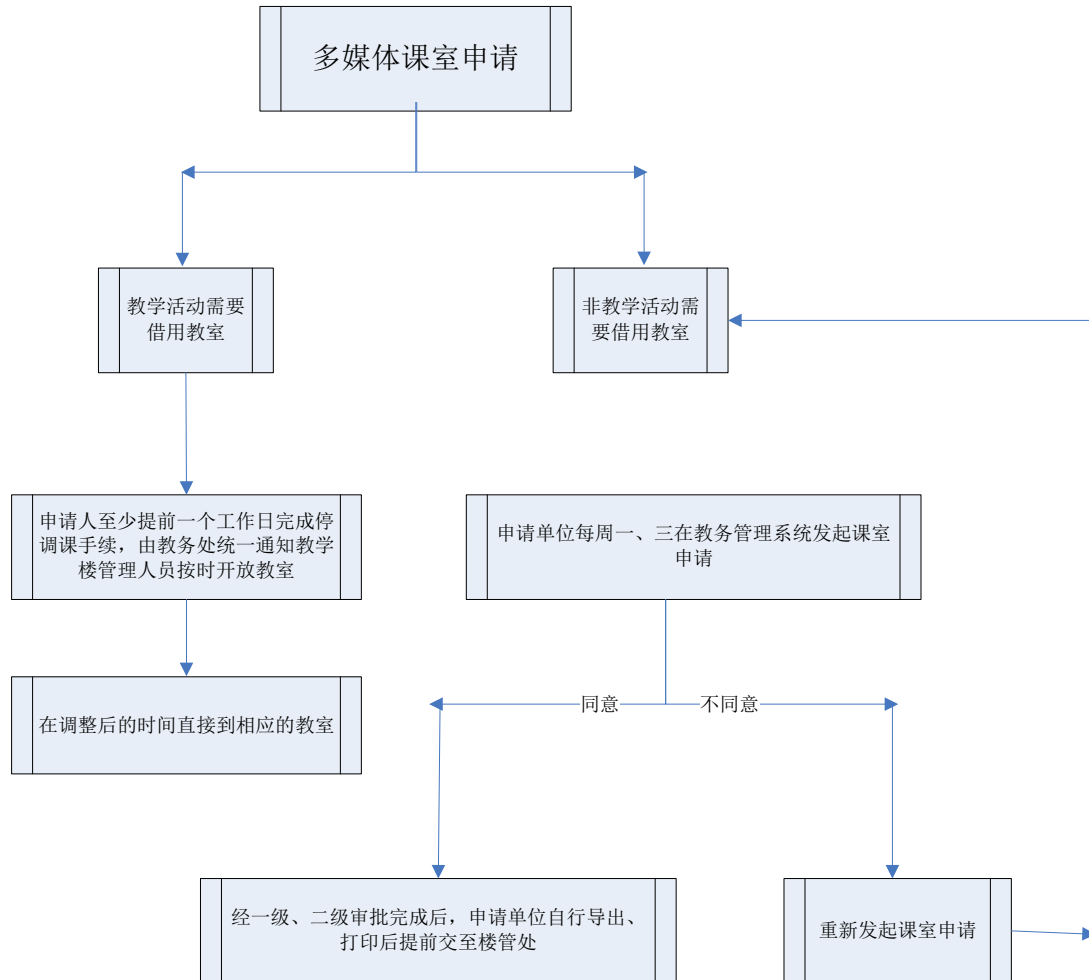 多媒体课室申请
教学活动需要
借用教室
非教学活动需
要借用教室
申请人至少提前一个工作日完成停
调课手续，由教务处统一通知教学
楼管理人员按时开放教室
申请单位每周一、三在教务管理系统发起课室
申请
在调整后的时间直接到相应的教室
同意
不同意
经一级、二级审批完成后，申请单位自行导出、
打印后提前交至楼管处
重新发起课室申请